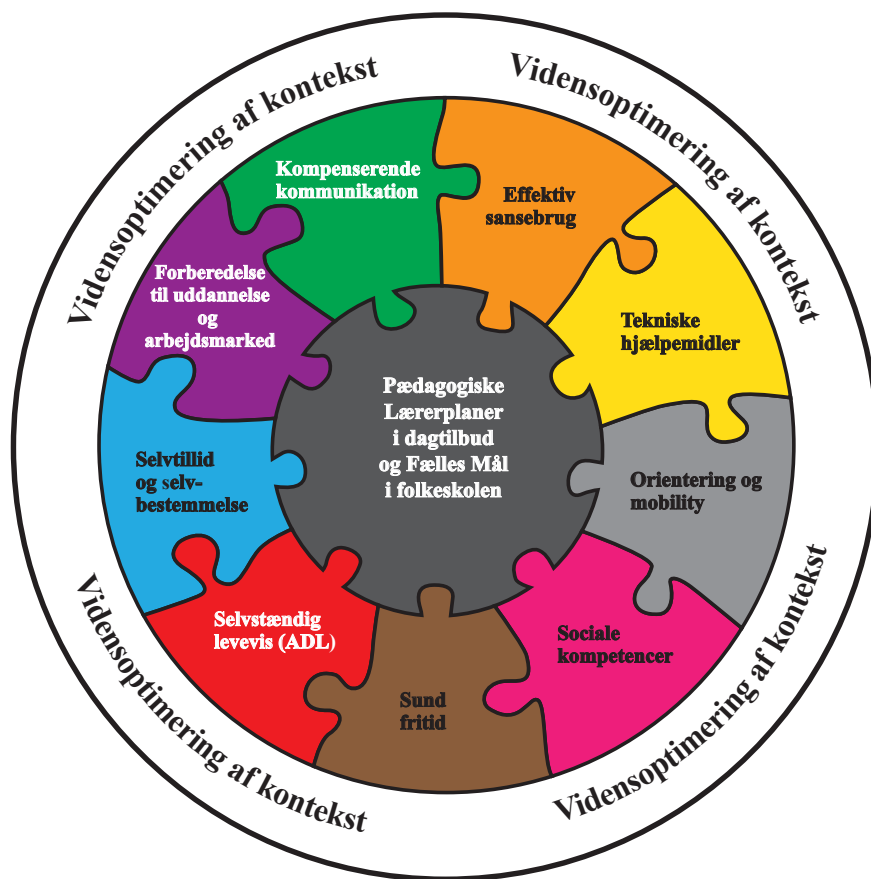 Vidensoptimering af kontekst
Vidensoptimering af kontekst
Kompenserende
kommunikation
Effektiv
sansebrug
Forberedelse
til uddannelse
og
arbejdsmarked
Tekniske
hjælpemidler
Pædagogiske
Lærerplaner
i dagtilbud
og Fælles Mål
i folkeskolen
Selvtillid
og selv-
bestemmelse
Orientering og
mobility
Selvstændig
levevis (ADL)
Sociale
kompetencer
Sund
fritid
Vidensoptimering af kontekst
Vidensoptimering af kontekst